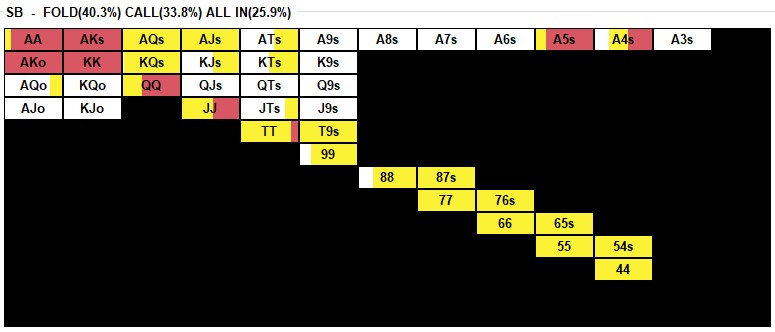 SB - FOLD(40.3%) CALL(33.8%) ALL IN(25.9%)
AA AKs AQs AJs ATs A9s A8s A7s A6s A5s A4s A3s
AKo KK KQs KJs KTs K9s
AQo KQo QQ QJs QTs Q9s
AJo KJo JJ JTs J9s
TT T9s
99
88 87s
77 76s
66 65s
55 54s
44